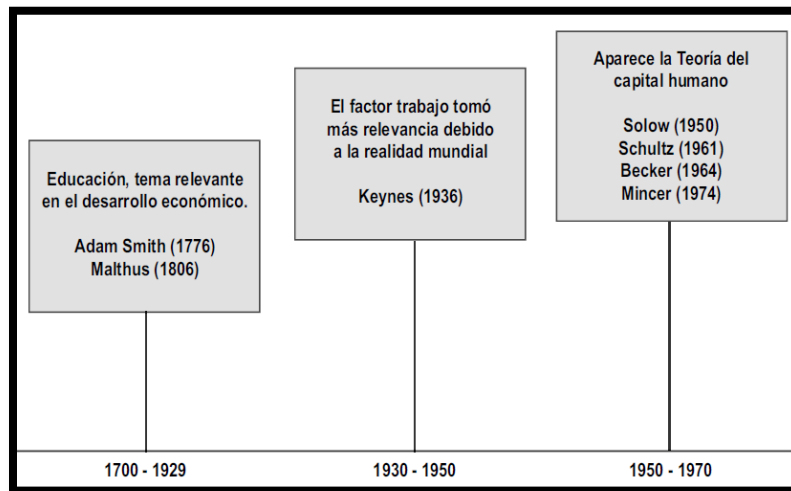 Educación, tema relevante
en el desarrollo económico.
Adam Smith (1776)
Malthus (1806)
El factor trabajo tomó
más relevancia debido
a la realidad mundial
Keynes (1936)
Aparece la Teoría del
capital humano
Solow (1950)
Schultz (1961)
Becker (1964)
Mincer (1974)
1700 - 1929
1930 - 1950
1950 - 1970